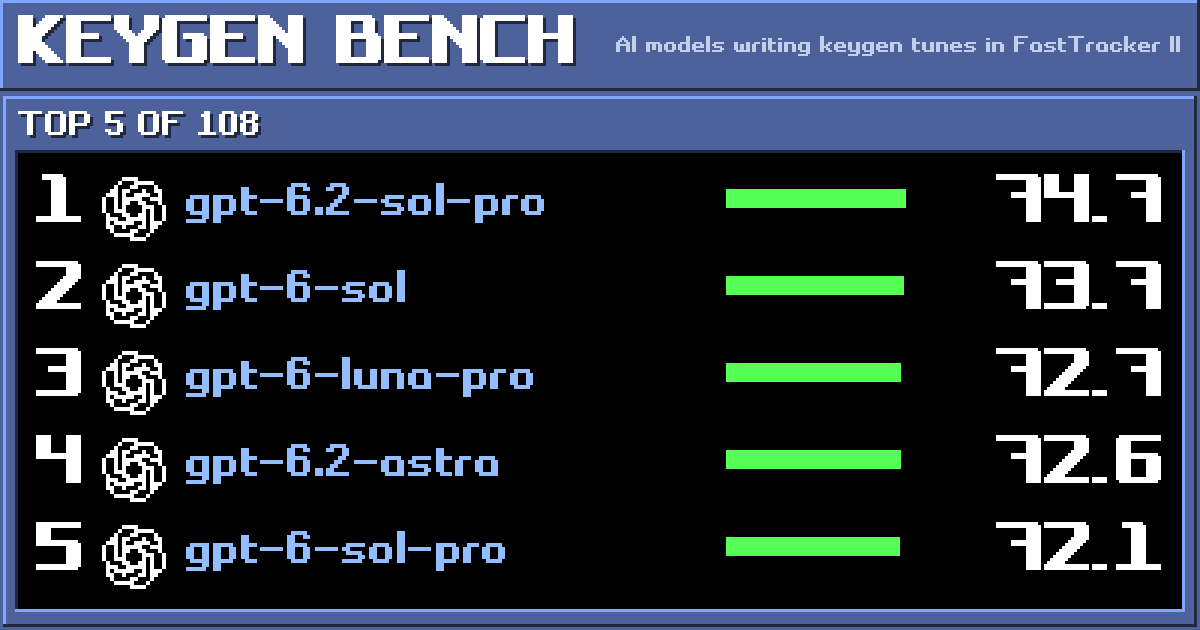 KEYGEN BENCH
AI models writing keygen tunes in FastTracker II
TOP 5 OF 108
1 gpt-6.2-sol-pro 74.7
2 gpt-6-sol 73.7
3 gpt-6-luna-pro 72.7
4 gpt-6.2-astra 72.6
5 gpt-6-sol-pro 72.1